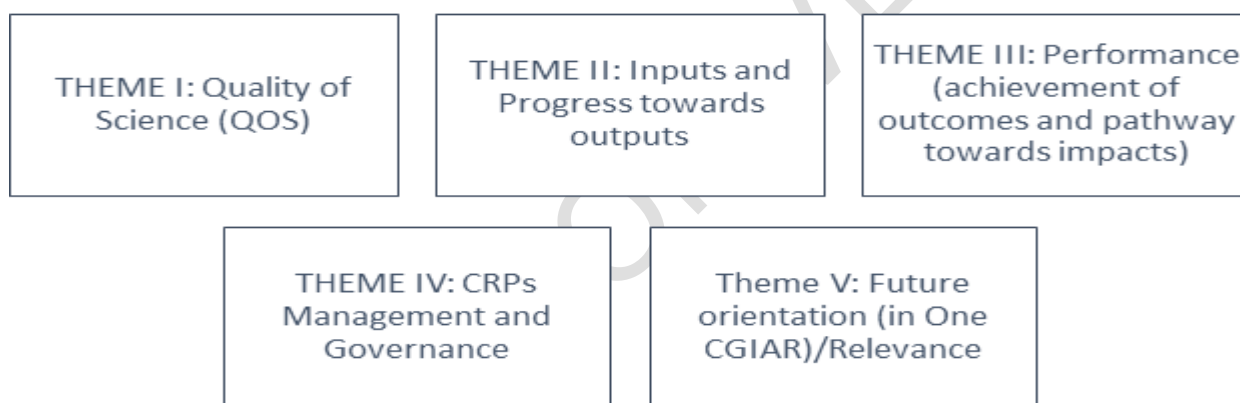 THEME I: Quality of
Science (QOS)
THEME II: Inputs and
Progress towards
outputs
THEME III: Performance
(achievement of
outcomes and pathway
towards impacts)
THEME IV: CRPs
Management and
Governance
Theme V: Future
orientation (in One
CGIAR)/Relevance